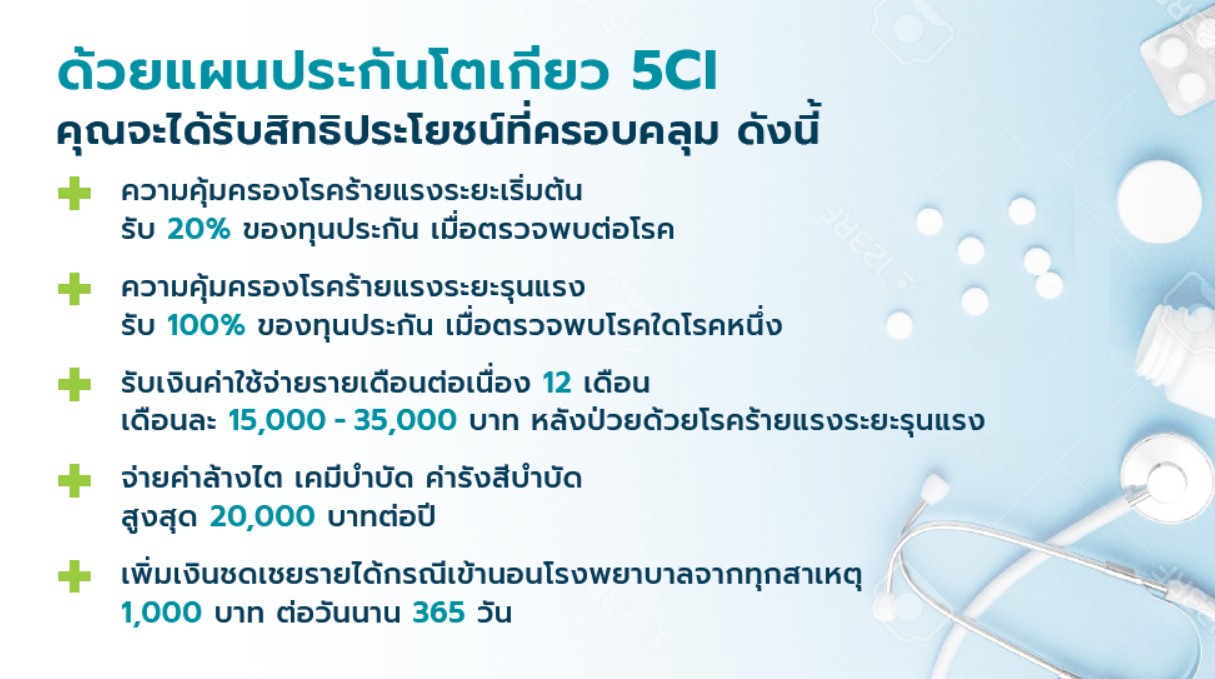 ด้วยแผนประกันโตเกียว 5CI
คุณจะได้รับสิทธิประโยชน์ที่ครอบคลุม ดังนี้
ความคุ้มครองโรคร้ายแรงระยะเริ่มต้น
รับ 20% ของทุนประกัน เมื่อตรวจพบต่อโรค
ความคุ้มครองโรคร้ายแรงระยะรุนแรง
รับ 100% ของทุนประกัน เมื่อตรวจพบโรคใดโรคหนึ่ง
รับเงินค่าใช้จ่ายรายเดือนต่อเนื่อง 12 เดือน
เดือนละ 15,000 - 35,000 บาท หลังป่วยด้วยโรคร้ายแรงระยะรุนแรง
จ่ายค่าล้างไต เคมีบำบัด ค่ารังสีบำบัด
สูงสุด 20,000 บาทต่อปี
เพิ่มเงินชดเชยรายได้กรณีเข้านอนโรงพยาบาลจากทุกสาเหตุ
1,000 บาท ต่อวันนาน 365 วัน